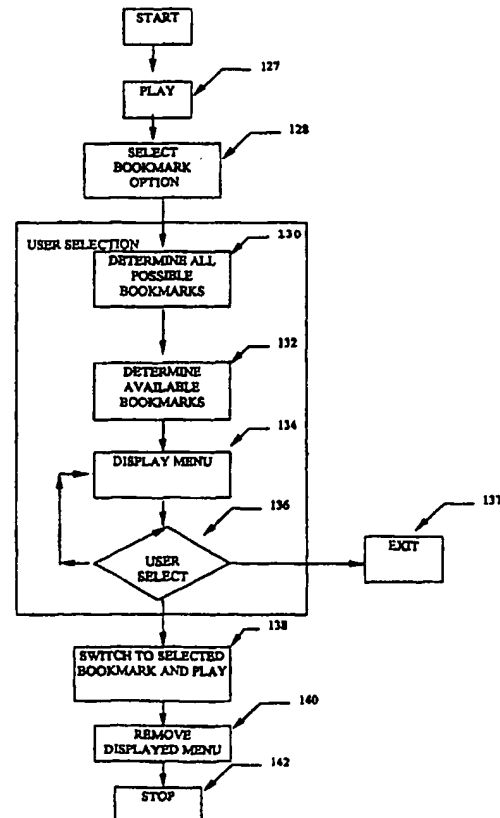 START
127
PLAY
128
SELECT
BOOKMARK
OPTION
130
USER SELECTION
DETERMINE ALL
POSSIBLE
BOOKMARKS
132
DETERMINE
AVAILABLE
BOOKMARKS
134
DISPLAY MENU
136
USER
SELECT
137
EXIT
138
SWITCH TO SELECTED
BOOKMARK AND PLAY
140
REMOVE
DISPLAYED MENU
142
STOP